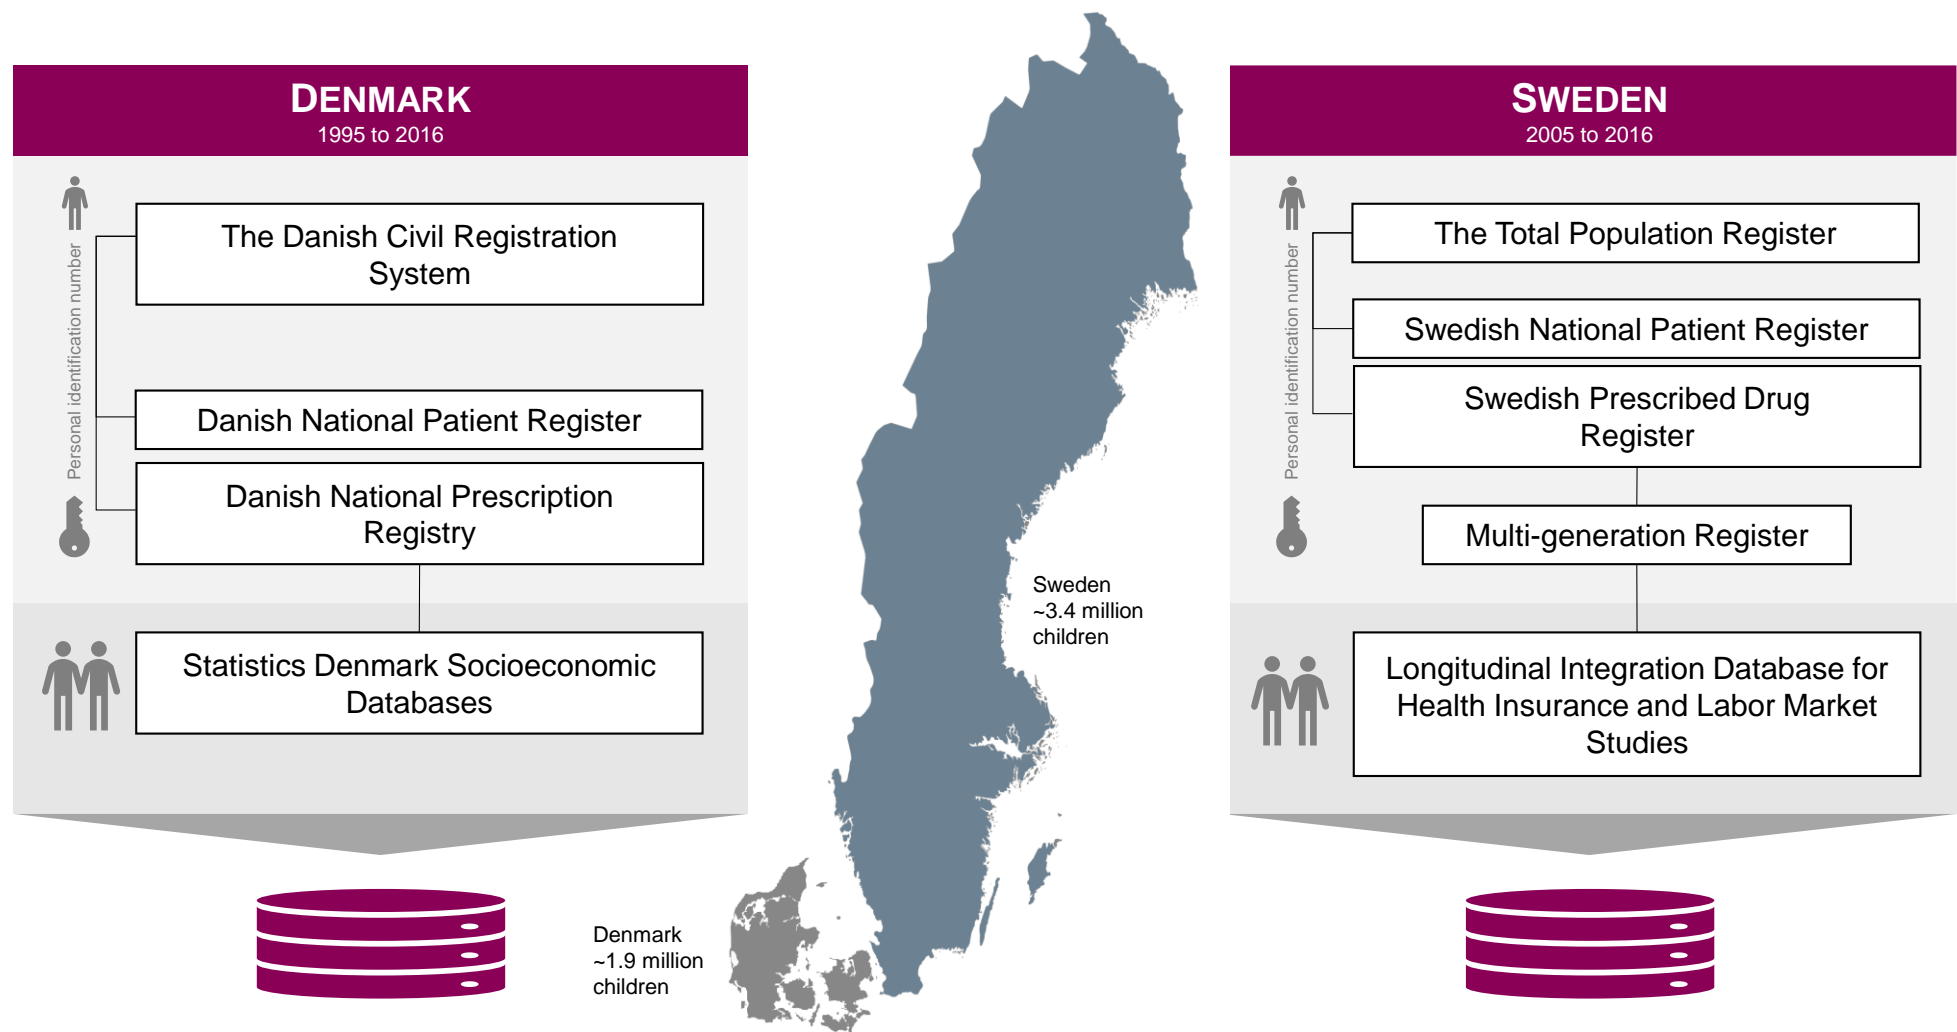 DENMARK
1995 to 2016
Personal identification number
The Danish Civil Registration
System
Danish National Patient Register
Danish National Prescription
Registry
Statistics Denmark Socioeconomic
Databases
Denmark
~1.9 million
children
Sweden
~3.4 million
children
SWEDEN
2005 to 2016
Personal identification number
The Total Population Register
Swedish National Patient Register
Swedish Prescribed Drug
Register
Multi-generation Register
Longitudinal Integration Database for
Health Insurance and Labor Market
Studies